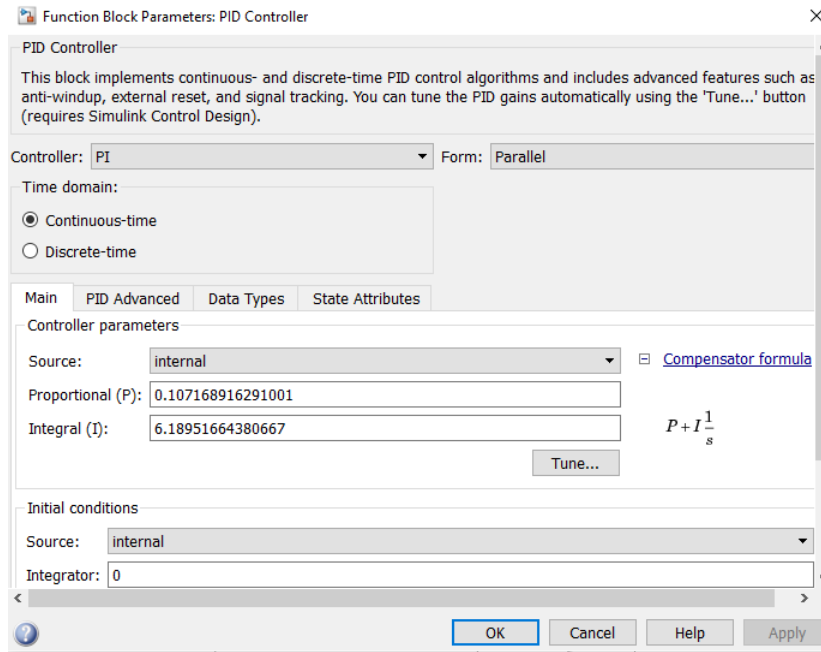 Function Block Parameters: PID Controller
PID Controller
This block implements continuous- and discrete-time PID control algorithms and includes advanced features such as
anti-windup, external reset, and signal tracking. You can tune the PID gains automatically using the 'Tune...' button
(requires Simulink Control Design).
Controller: PI Form: Parallel
Time domain:
Continuous-time
Discrete-time
Main PID Advanced Data Types State Attributes
Controller parameters
Source: internal Compensator formula
Proportional (P): 0.107168916291001
Integral (I): 6.18951664380667
P+I 1/s
Tune...
Initial conditions
Source: internal
Integrator: 0
OK Cancel Help Apply